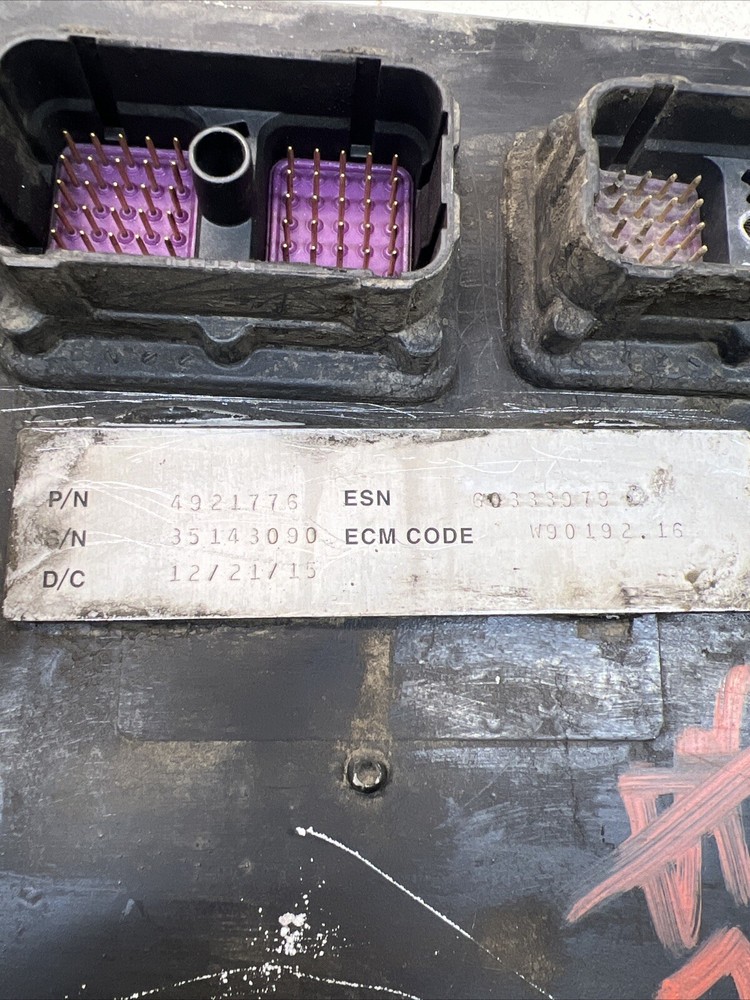 P/N 4921776 ESN
S/N 35143090 ECM CODE W90192.16
D/C 12/21/15